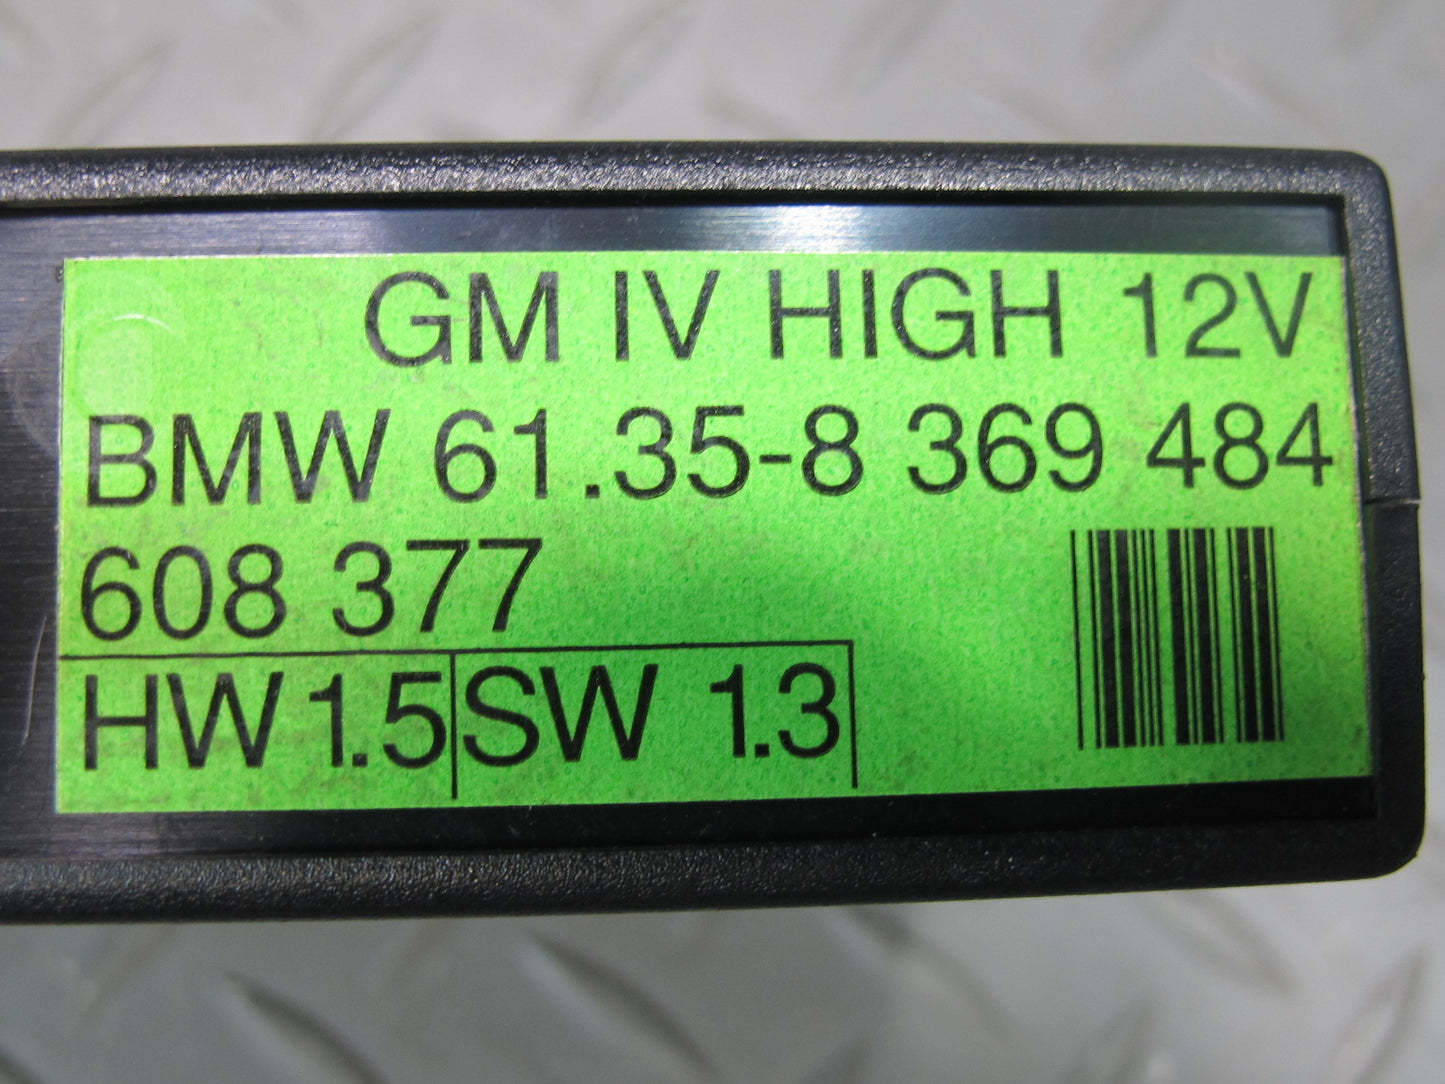 GM IV HIGH 12V
BMW 61.35-8 369 484
608 377
HW 1.5 SW 1.3